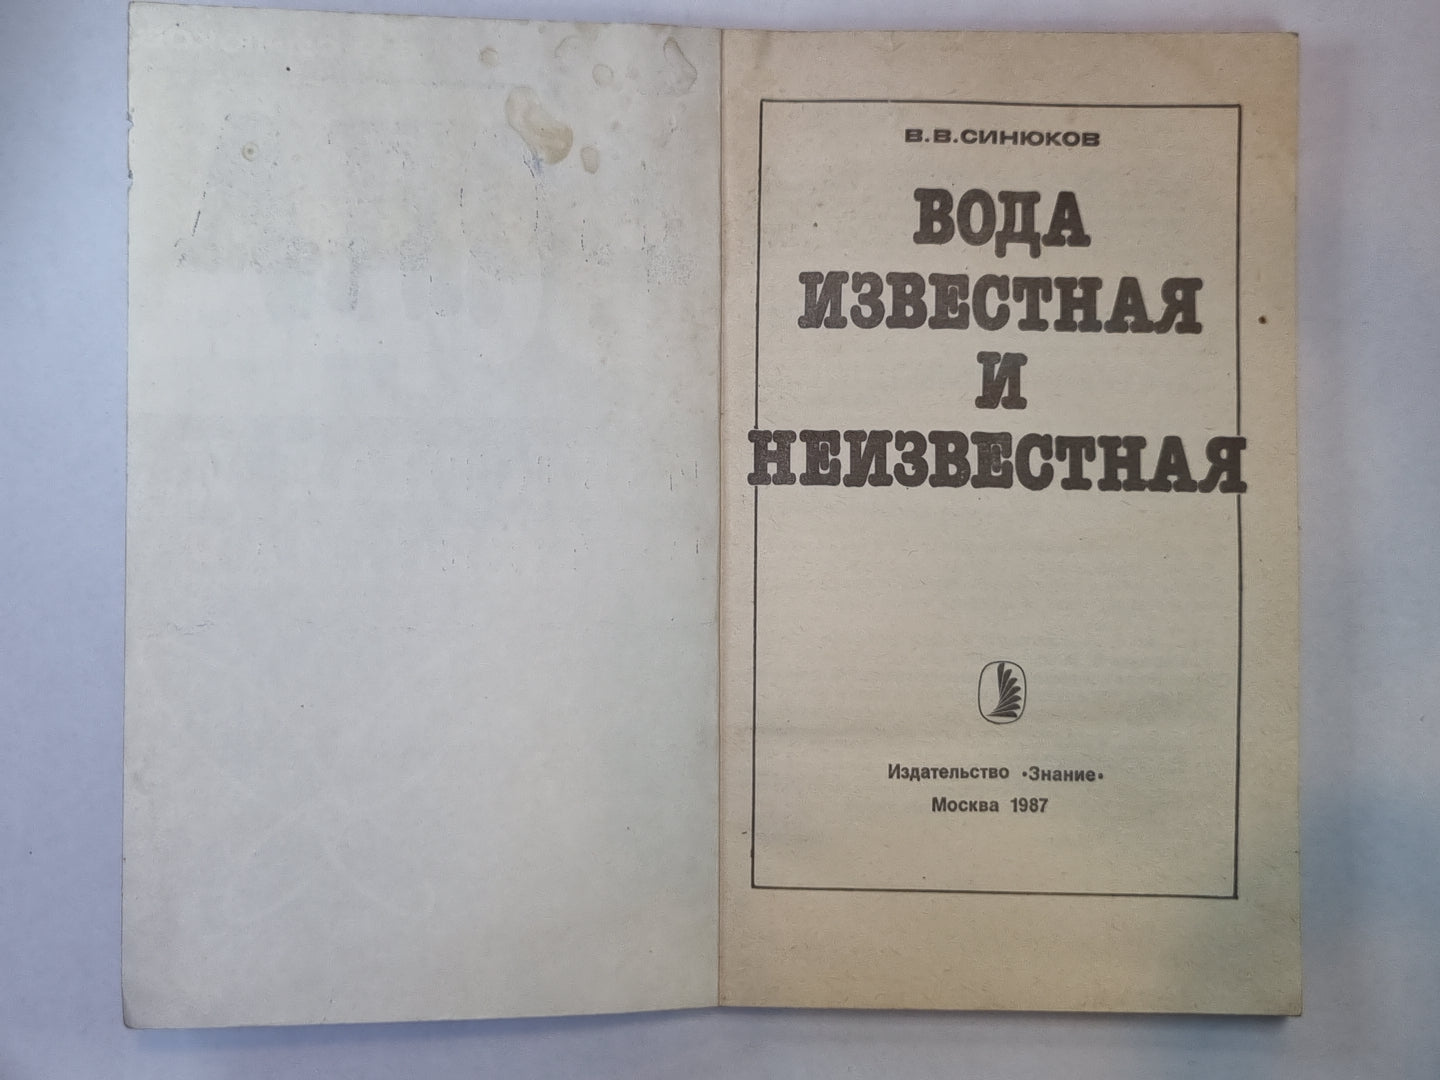 В.В.СИНЮКОВ
ВОДА
ИЗВЕСТНАЯ
И
НЕИЗВЕСТНАЯ
Издательство «Знание»
Москва 1987